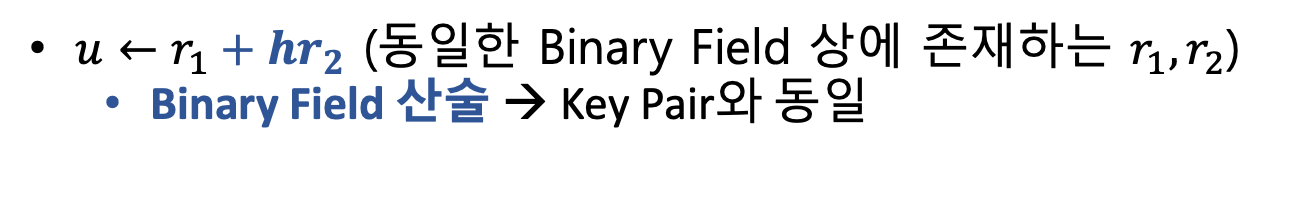 • u ← r₁ + hr₂ (동일한 Binary Field 상에 존재하는 r₁, r₂)
• Binary Field 산술 → Key Pair와 동일